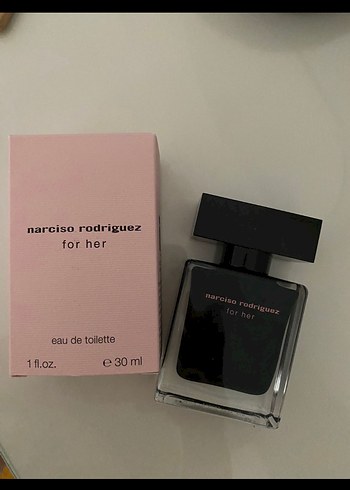 narciso rodriguez
for her
eau de toilette
1 fl.oz. ℮ 30 ml
narciso rodriguez
for her